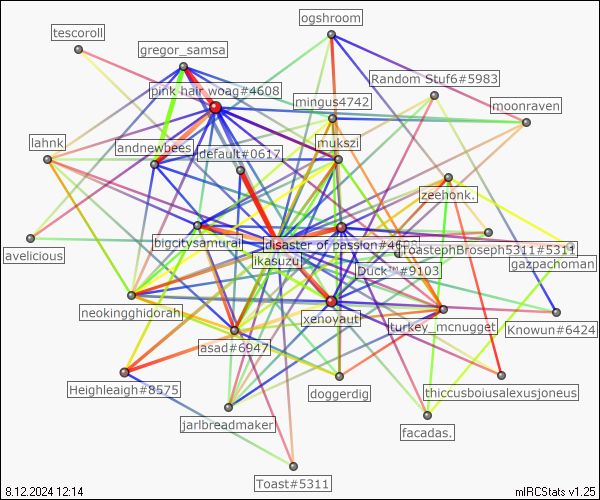 ogshroom
tescoroll
gregor_samsa
Random Stuf6#5983
pink hair woag#4608
mingus4742
moonraven
lahnk
andnewbees
mukszi
default#0617
zeehonk.
bigcitysamurai
disaster of passion#4698
ToastephBroseph5311#5311
avelicious
ikasuzu
gazpachoman
Duck™#9103
neokingghidorah
xenoyaut
turkey_mcnugget
Knowun#6424
asad#6947
Heighleaigh#8575
doggerdig
thiccusboiusalexusjoneus
jarlbreadmaker
facadas.
Toast#5311
8.12.2024 12:14
mIRCStats v1.25